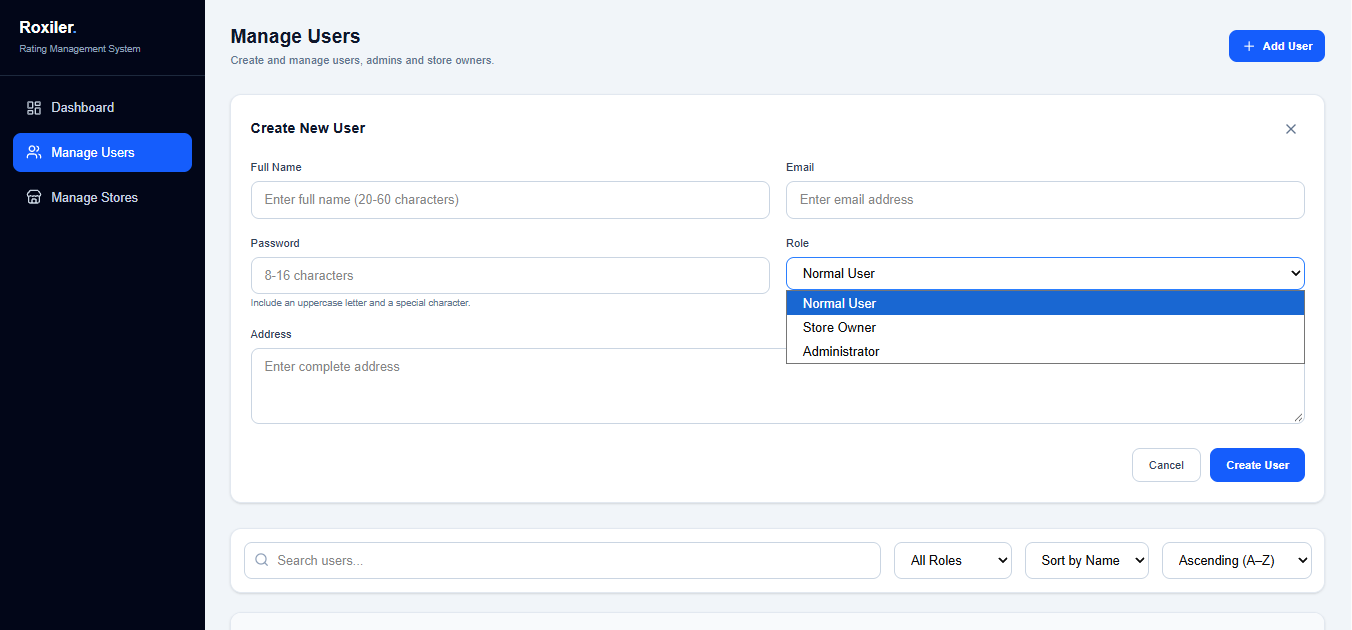 Roxiler.
Rating Management System
Dashboard
Manage Users
Manage Stores
Manage Users
Create and manage users, admins and store owners.
Add User
Create New User
Full Name
Enter full name (20-60 characters)
Email
Enter email address
Password
8-16 characters
Include an uppercase letter and a special character.
Role
Normal User
Normal User
Store Owner
Administrator
Address
Enter complete address
Cancel
Create User
Search users...
All Roles
Sort by Name
Ascending (A–Z)